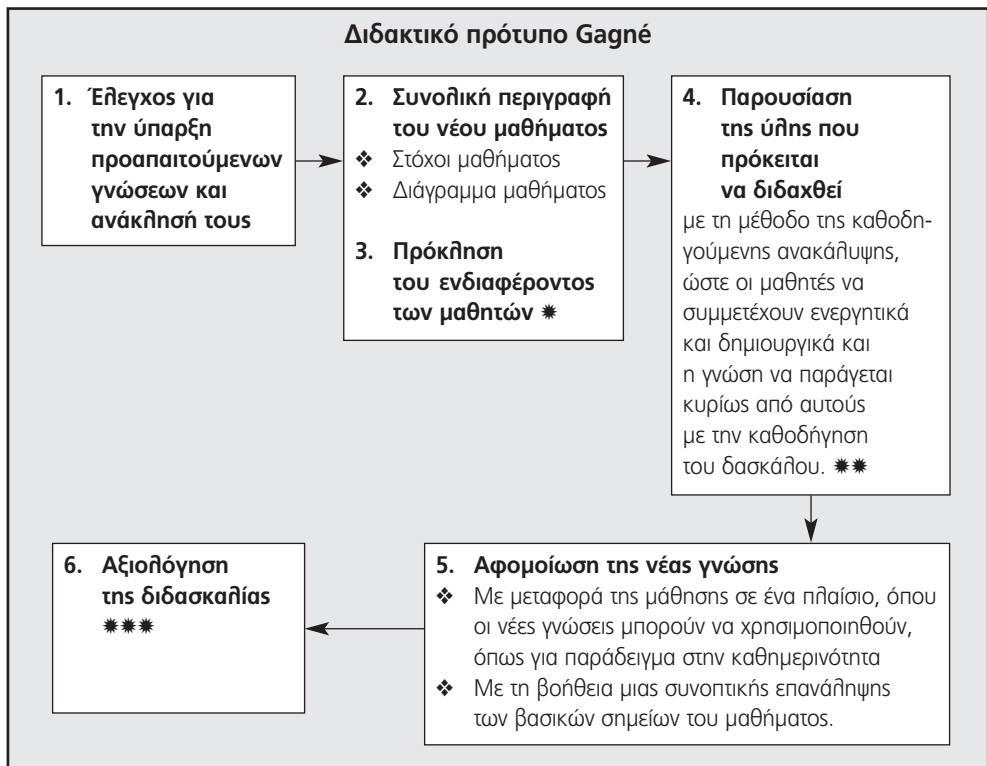 Διδακτικό πρότυπο Gagné
1. Έλεγχος για
την ύπαρξη
προαπαιτούμενων
γνώσεων και
ανάκλησή τους
2. Συνολική περιγραφή
του νέου μαθήματος
❖ Στόχοι μαθήματος
❖ Διάγραμμα μαθήματος
3. Πρόκληση
του ενδιαφέροντος
των μαθητών ✹
4. Παρουσίαση
της ύλης που
πρόκειται
να διδαχθεί
με τη μέθοδο της καθοδη-
γούμενης ανακάλυψης,
ώστε οι μαθητές να
συμμετέχουν ενεργητικά
και δημιουργικά και
η γνώση να παράγεται
κυρίως από αυτούς
με την καθοδήγηση
του δασκάλου. ✹✹
5. Αφομοίωση της νέας γνώσης
❖ Με μεταφορά της μάθησης σε ένα πλαίσιο, όπου
οι νέες γνώσεις μπορούν να χρησιμοποιηθούν,
όπως για παράδειγμα στην καθημερινότητα
❖ Με τη βοήθεια μιας συνοπτικής επανάληψης
των βασικών σημείων του μαθήματος.
6. Αξιολόγηση
της διδασκαλίας
✹✹✹